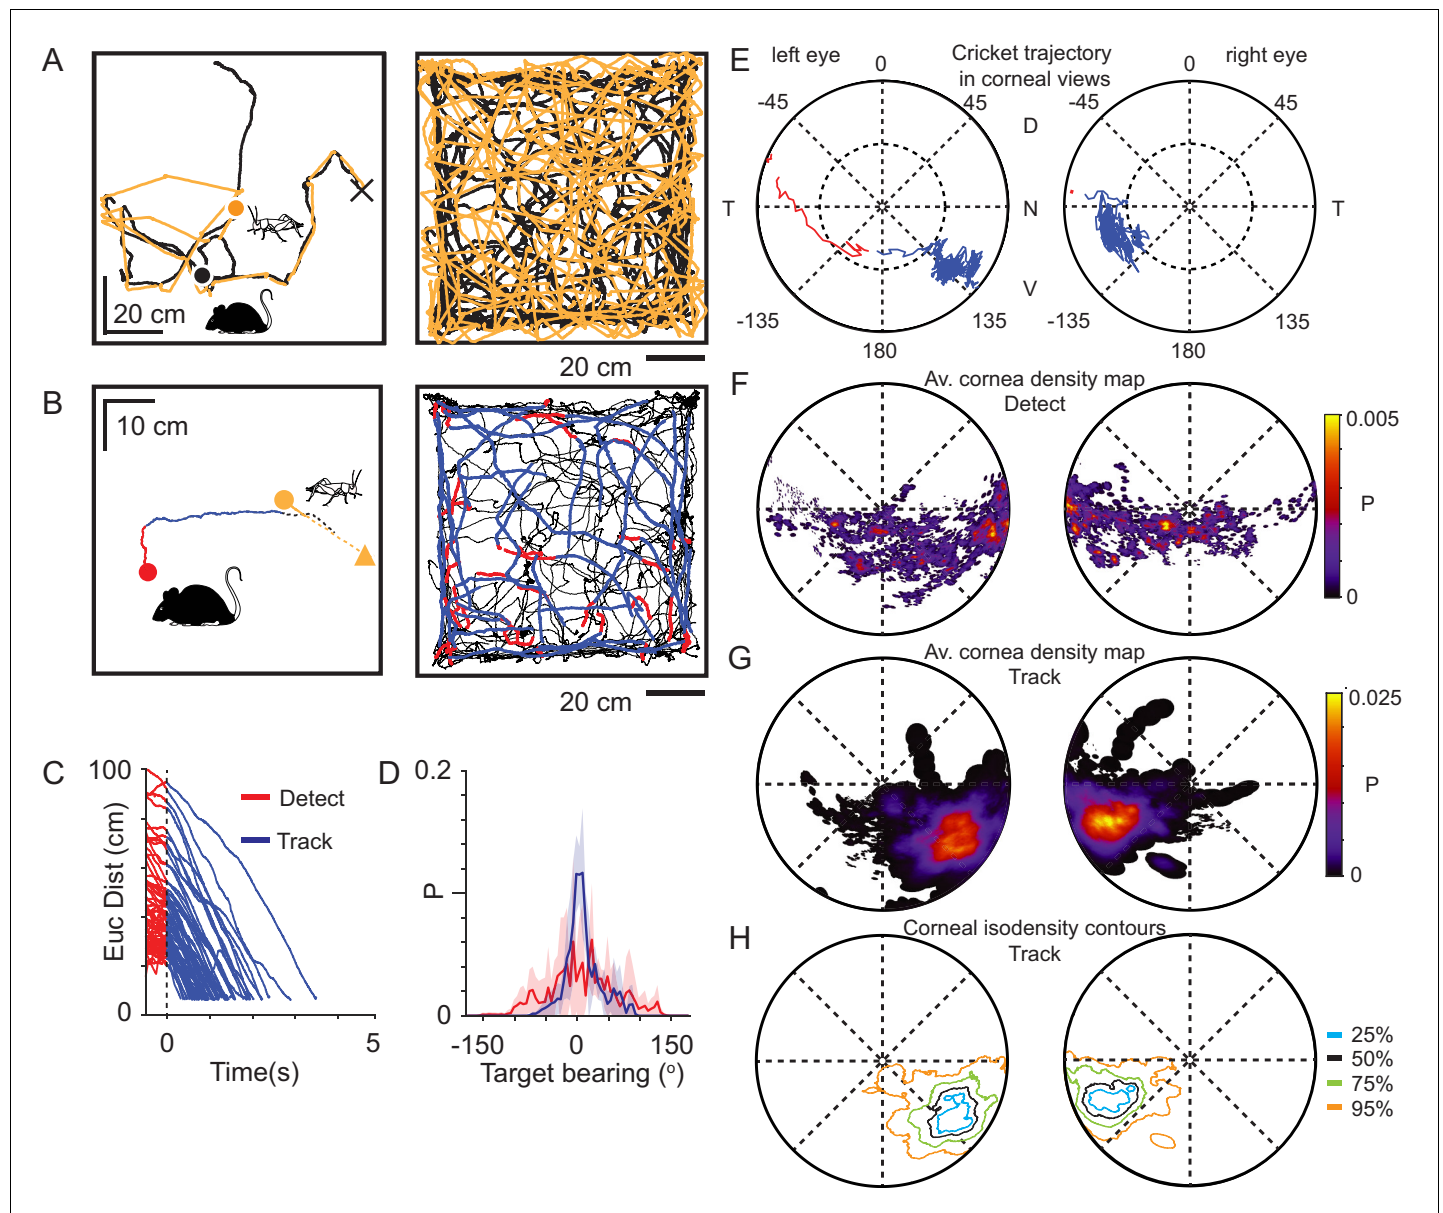 A
20 cm
20 cm
B
10 cm
20 cm
C
100
Euc Dist (cm)
0
0
5
Time(s)
Detect
Track
D
0.2
P
0
-150
0
150
Target bearing (º)
E
left eye
Cricket trajectory
in corneal views
right eye
0
0
-45
45
-45
45
D
T
N
T
V
-135
135
-135
135
180
180
F
Av. cornea density map
Detect
0.005
P
0
G
Av. cornea density map
Track
0.025
P
0
H
Corneal isodensity contours
Track
25%
50%
75%
95%